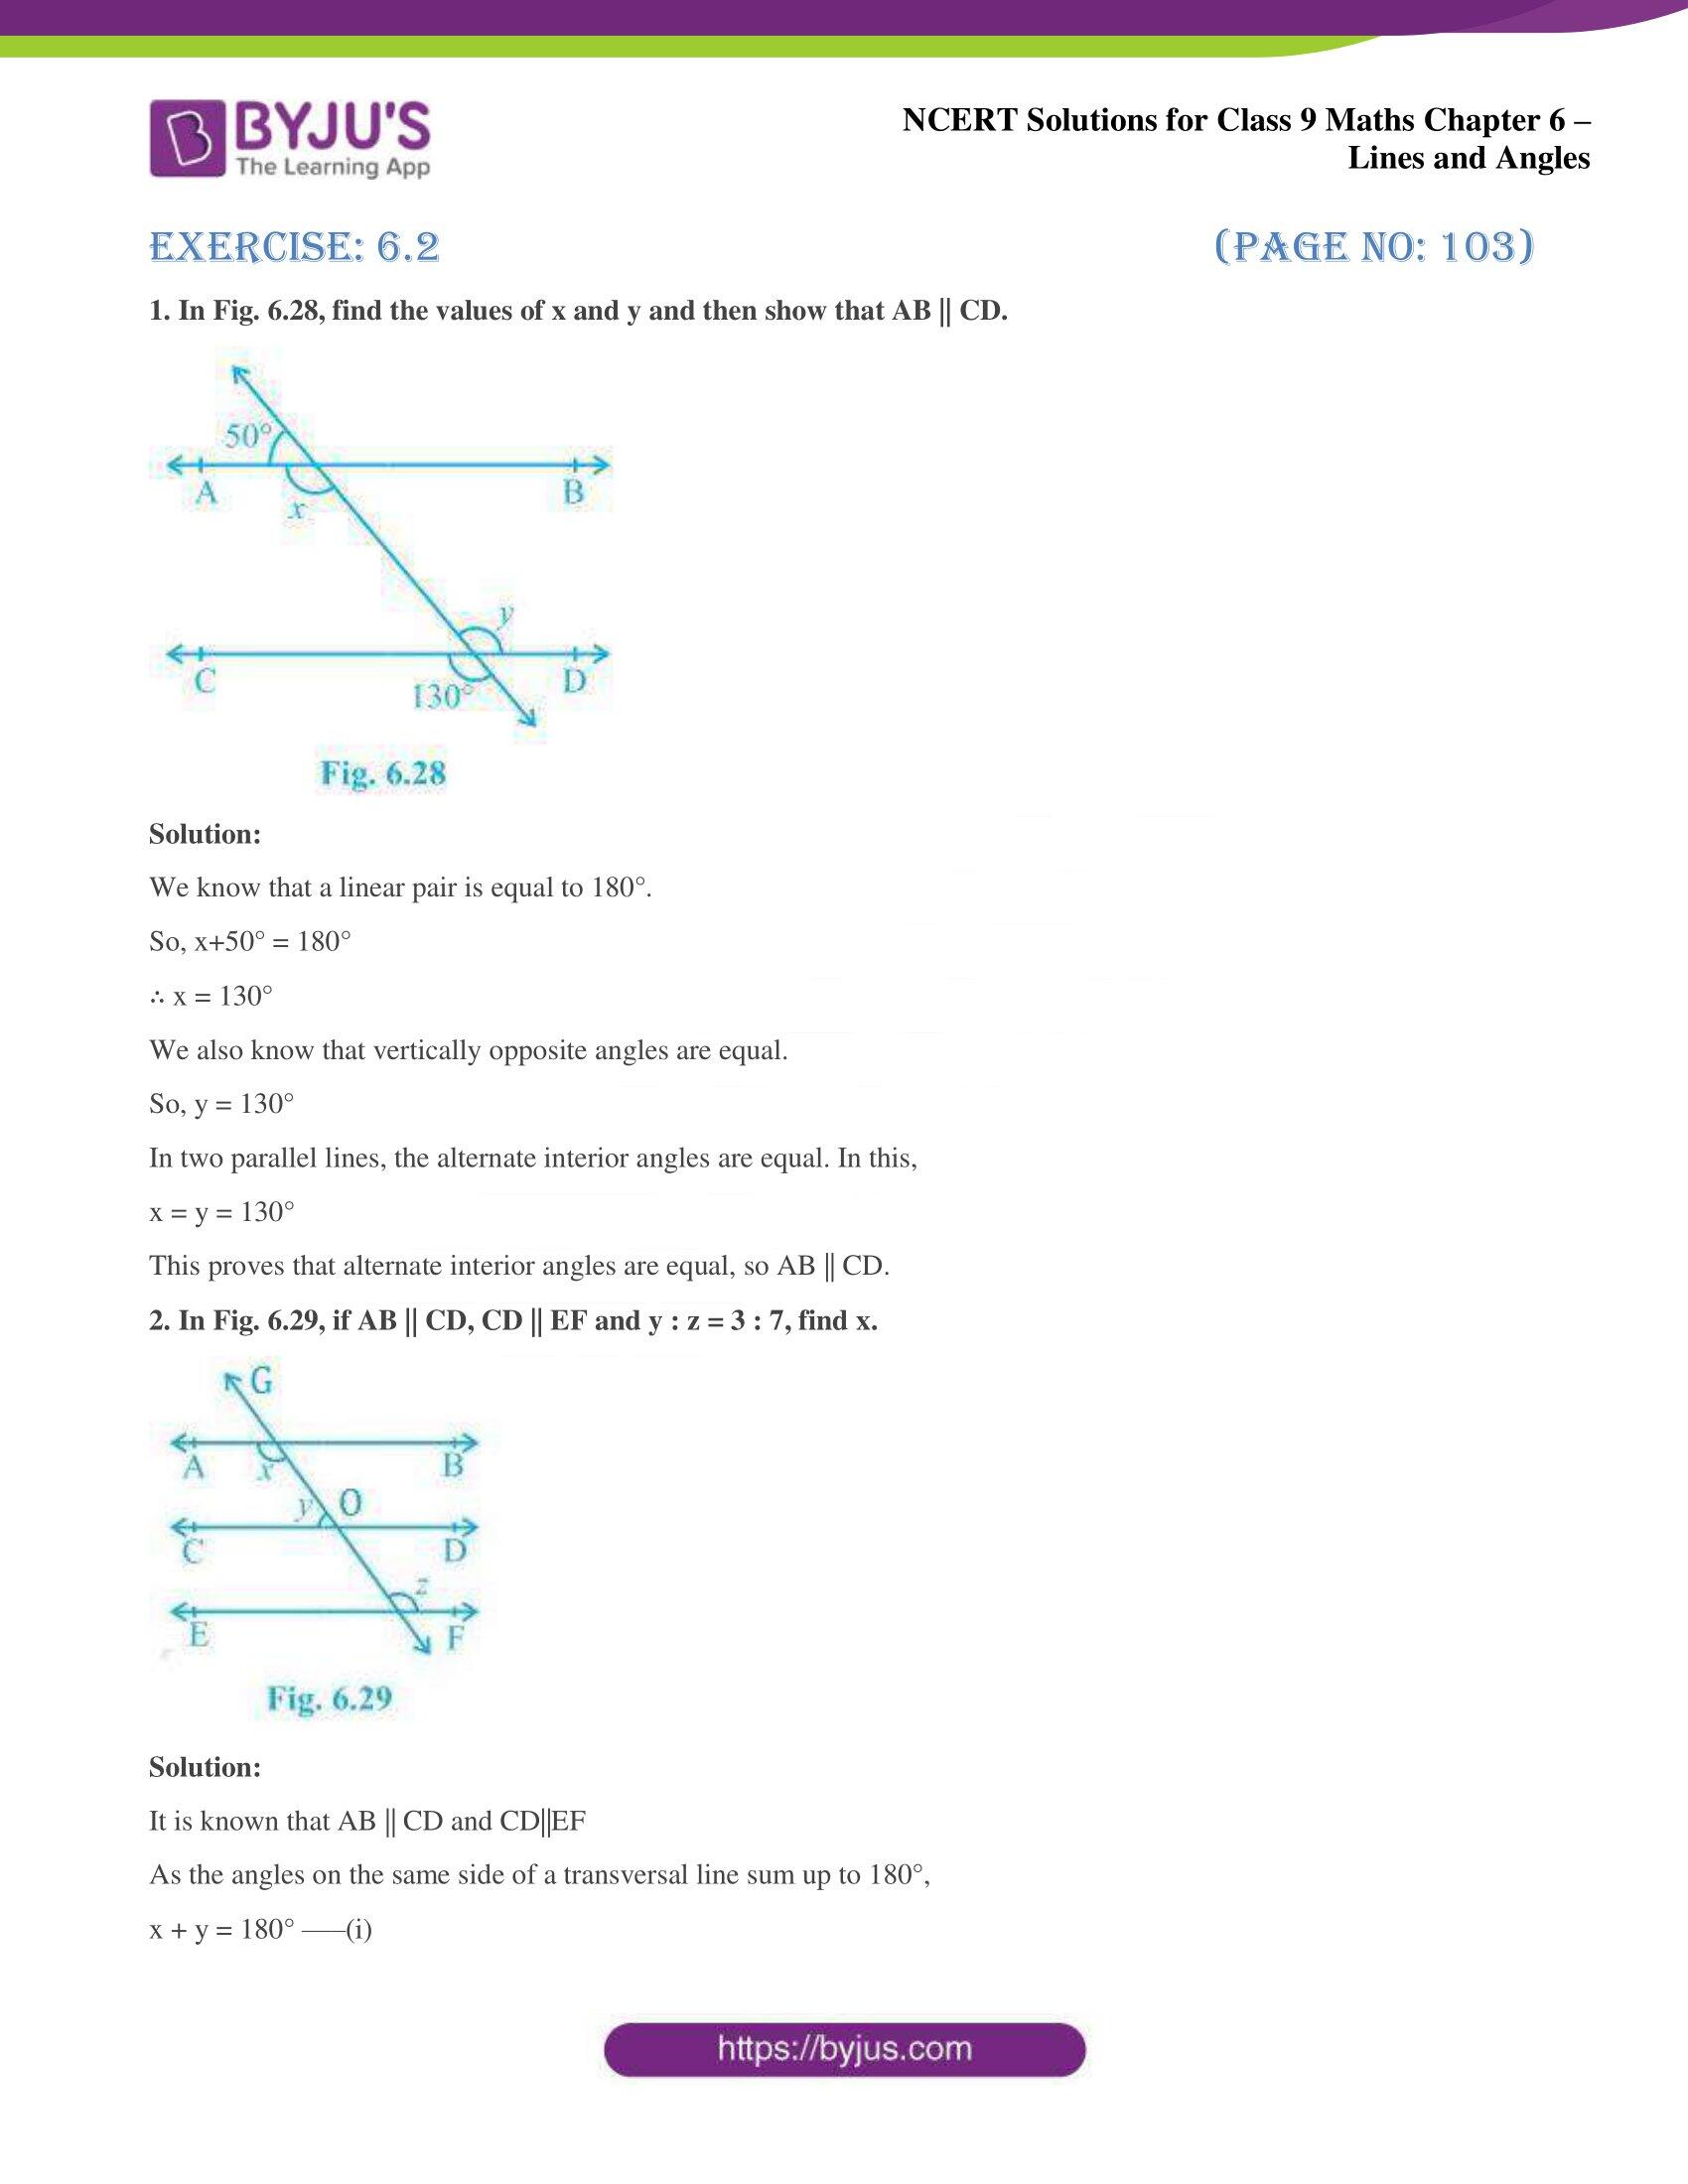 BYJU'S
The Learning App
NCERT Solutions for Class 9 Maths Chapter 6 –
Lines and Angles
EXERCISE: 6.2 (PAGE NO: 103)
1. In Fig. 6.28, find the values of x and y and then show that AB || CD.
50°
A B
x
y
C D
130°
Fig. 6.28
Solution:
We know that a linear pair is equal to 180°.
So, x+50° = 180°
∴ x = 130°
We also know that vertically opposite angles are equal.
So, y = 130°
In two parallel lines, the alternate interior angles are equal. In this,
x = y = 130°
This proves that alternate interior angles are equal, so AB || CD.
2. In Fig. 6.29, if AB || CD, CD || EF and y : z = 3 : 7, find x.
G
A x B
y O
C D
z
E F
Fig. 6.29
Solution:
It is known that AB || CD and CD||EF
As the angles on the same side of a transversal line sum up to 180°,
x + y = 180° —–(i)
https://byjus.com